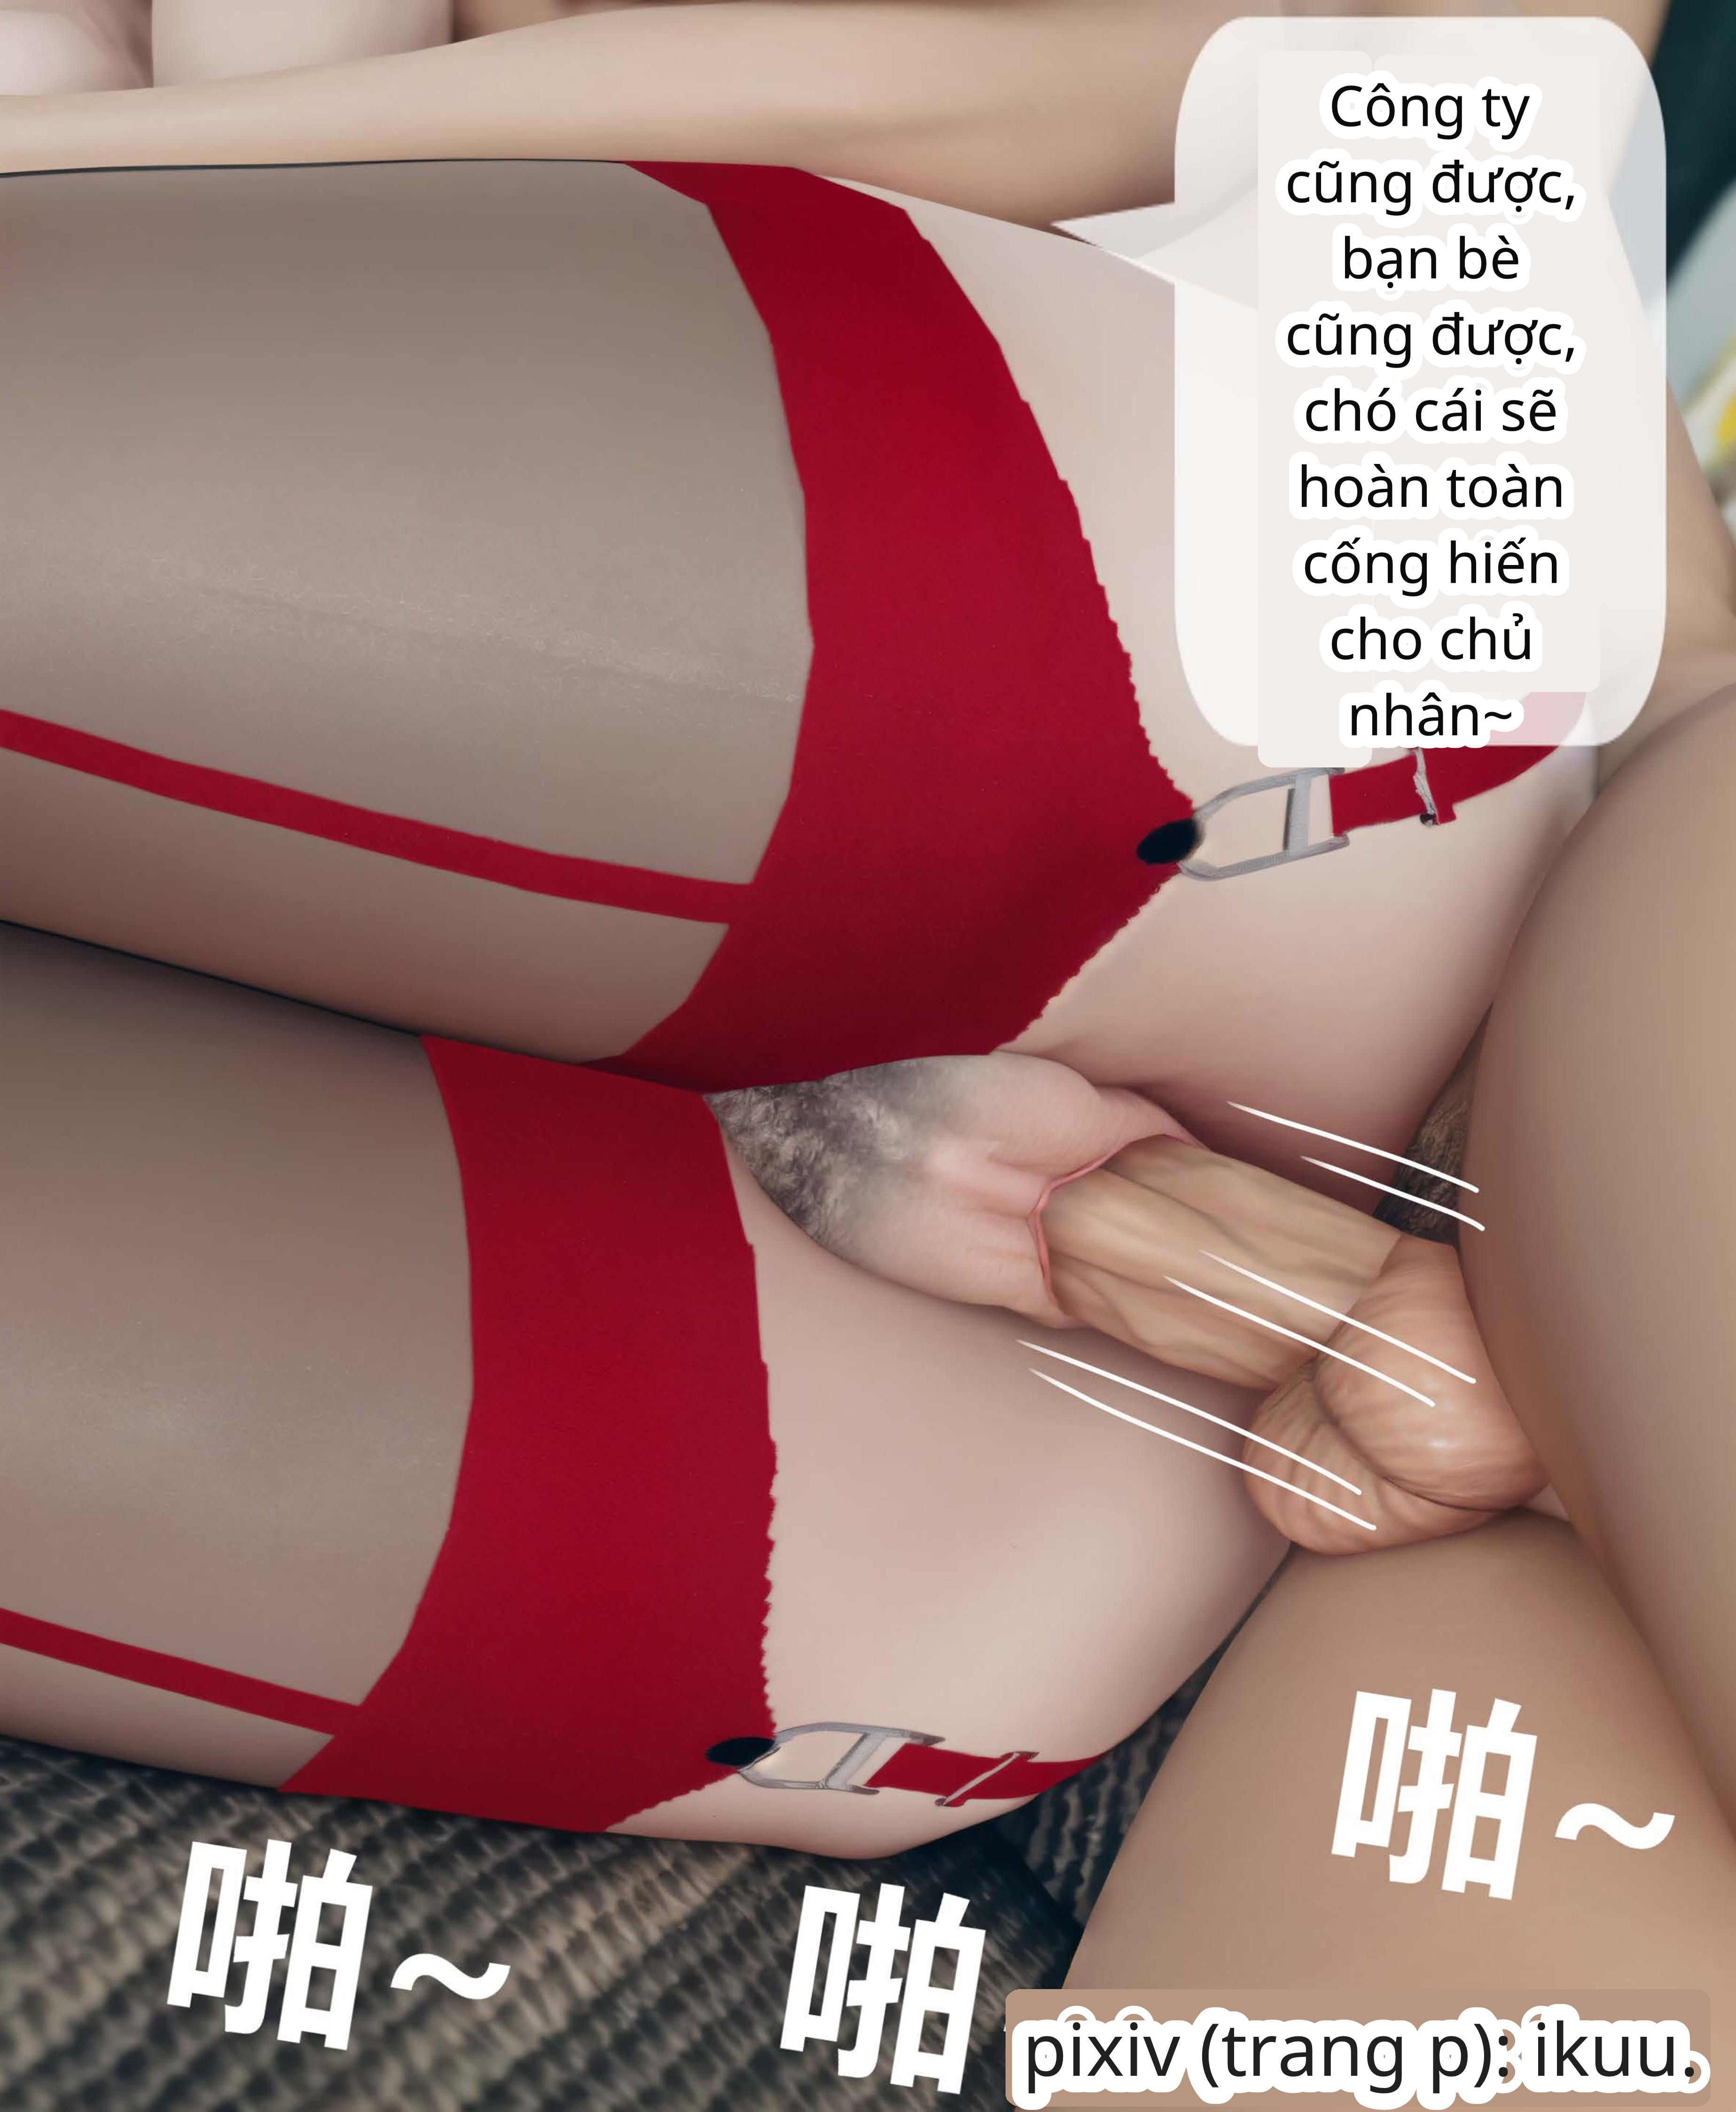 Công ty
cũng được,
bạn bè
cũng được,
chó cái sẽ
hoàn toàn
cống hiến
cho chủ
nhân~
啪~
啪~
啪
pixiv (trang p): ikuu.